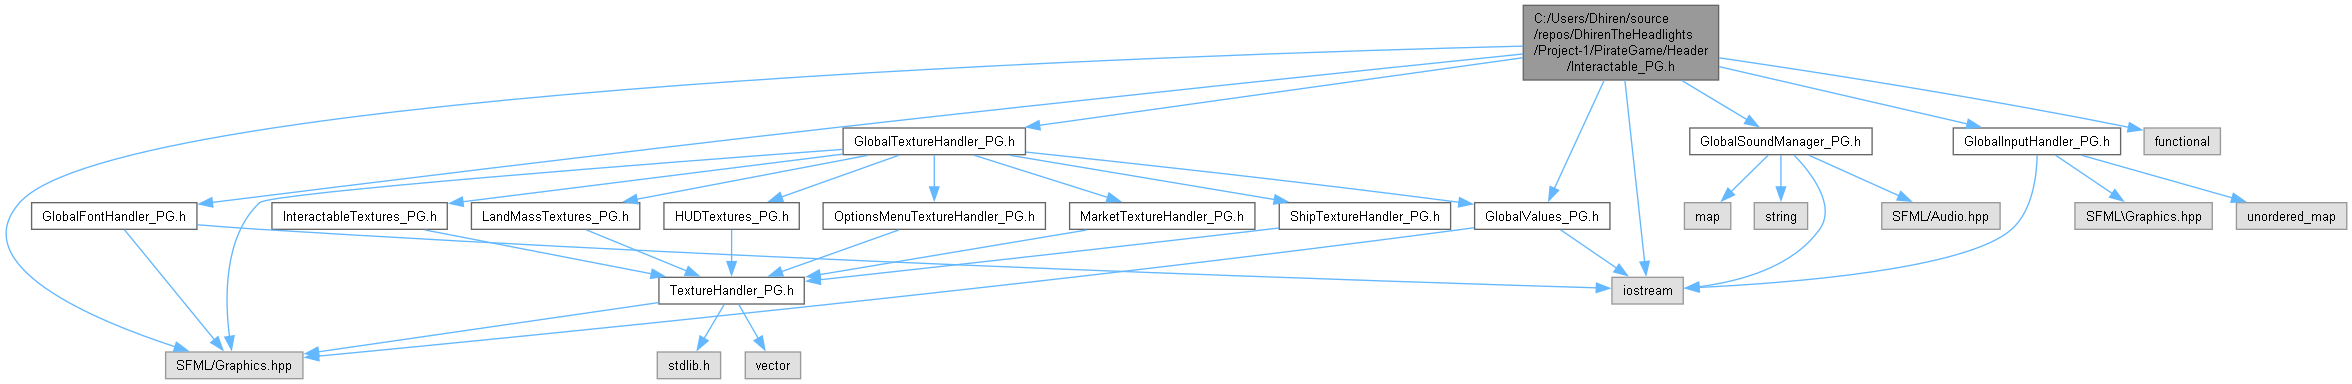 C:/Users/Dhiren/source
/repos/DhirenTheHeadlights
/Project-1/PirateGame/Header
/Interactable_PG.h
GlobalTextureHandler_PG.h
GlobalSoundManager_PG.h
GlobalInputHandler_PG.h
functional
GlobalFontHandler_PG.h
InteractableTextures_PG.h
LandMassTextures_PG.h
HUDTextures_PG.h
OptionsMenuTextureHandler_PG.h
MarketTextureHandler_PG.h
ShipTextureHandler_PG.h
GlobalValues_PG.h
map
string
SFML/Audio.hpp
SFML\Graphics.hpp
unordered_map
TextureHandler_PG.h
iostream
SFML/Graphics.hpp
stdlib.h
vector